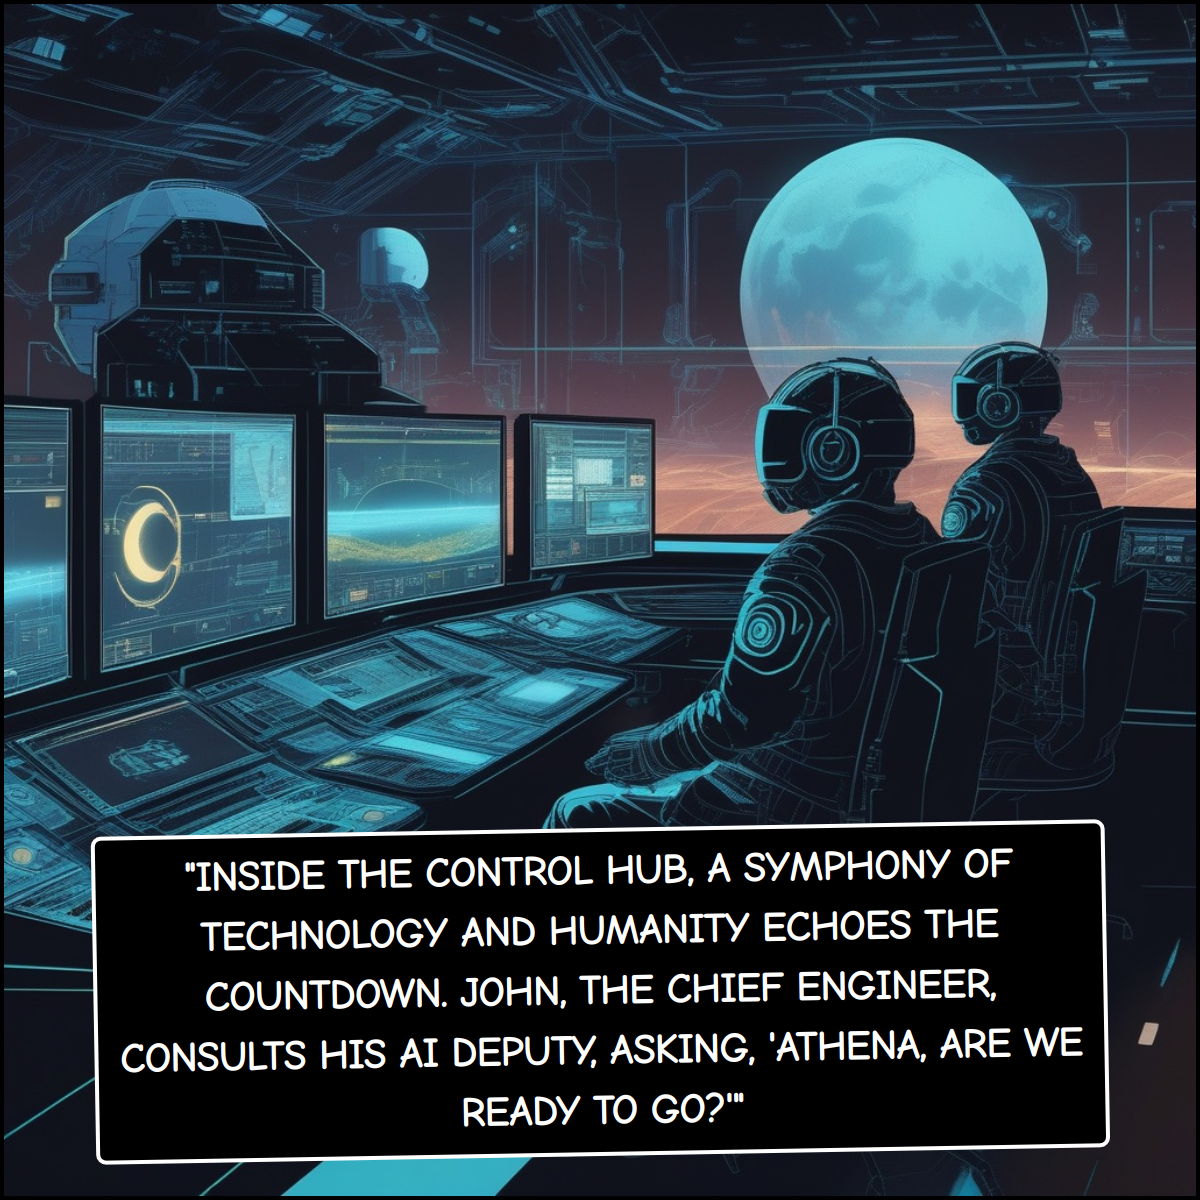 "INSIDE THE CONTROL HUB, A SYMPHONY OF
TECHNOLOGY AND HUMANITY ECHOES THE
COUNTDOWN. JOHN, THE CHIEF ENGINEER,
CONSULTS HIS AI DEPUTY, ASKING, 'ATHENA, ARE WE
READY TO GO?'"